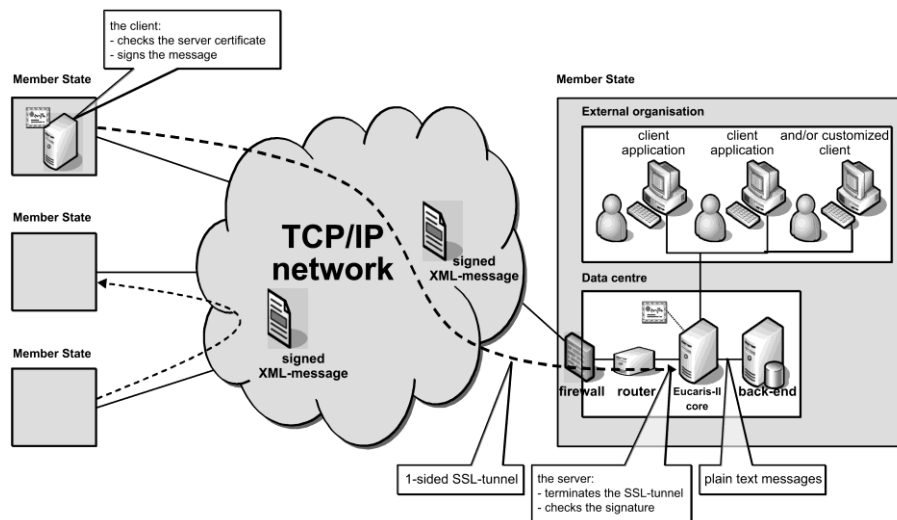 the client:
- checks the server certificate
- signs the message
Member State
Member State
External organisation
client
application
client
application
and/or customized
client
TCP/IP
network
signed
XML-message
signed
XML-message
Member State
Member State
Data centre
firewall
router
Eucaris-II
core
back-end
1-sided SSL-tunnel
the server:
- terminates the SSL-tunnel
- checks the signature
plain text messages